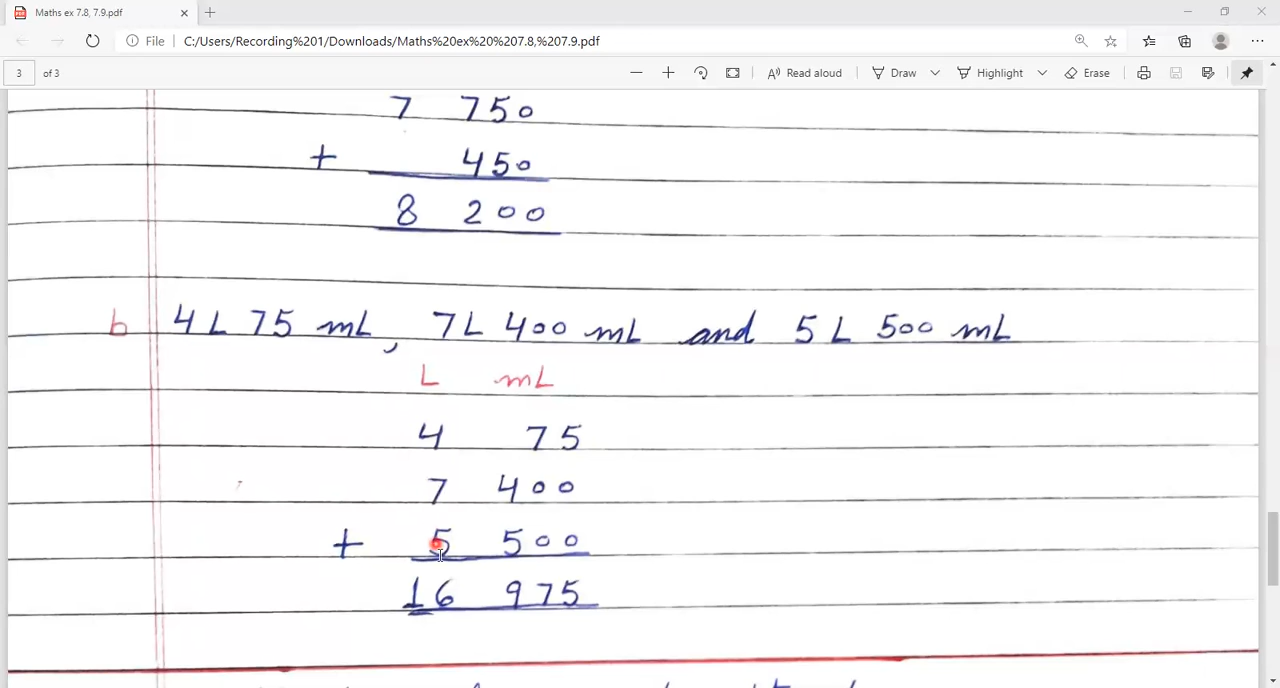 Maths ex 7.8, 7.9.pdf
File C:/Users/Recording%201/Downloads/Maths%20ex%20%207.8,%207.9.pdf
3 of 3 Read aloud Draw Highlight Erase
7 750
+ 450
8 200
b 4 L 75 mL, 7L 400 mL and 5 L 500 mL
L mL
4 75
7 400
+ 5 500
16 975